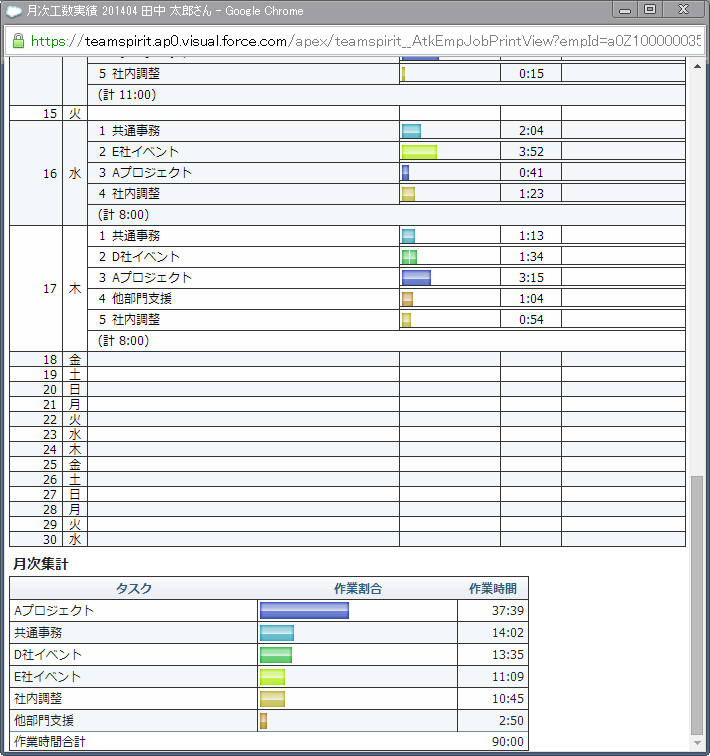 月次工数実績 201404 田中 太郎さん - Google Chrome
https://teamspirit.ap0.visual.force.com/apex/teamspirit__AtkEmpJobPrintView?empId=a0Z100000035
5 社内調整 0:15
(計 11:00)
15 火
1 共通事務 2:04
2 E社イベント 3:52
16 水
3 Aプロジェクト 0:41
4 社内調整 1:23
(計 8:00)
1 共通事務 1:13
2 D社イベント 1:34
3 Aプロジェクト 3:15
17 木
4 他部門支援 1:04
5 社内調整 0:54
(計 8:00)
18 金
19 土
20 日
21 月
22 火
23 水
24 木
25 金
26 土
27 日
28 月
29 火
30 水
月次集計
タスク 作業割合 作業時間
Aプロジェクト 37:39
共通事務 14:02
D社イベント 13:35
E社イベント 11:09
社内調整 10:45
他部門支援 2:50
作業時間合計 90:00